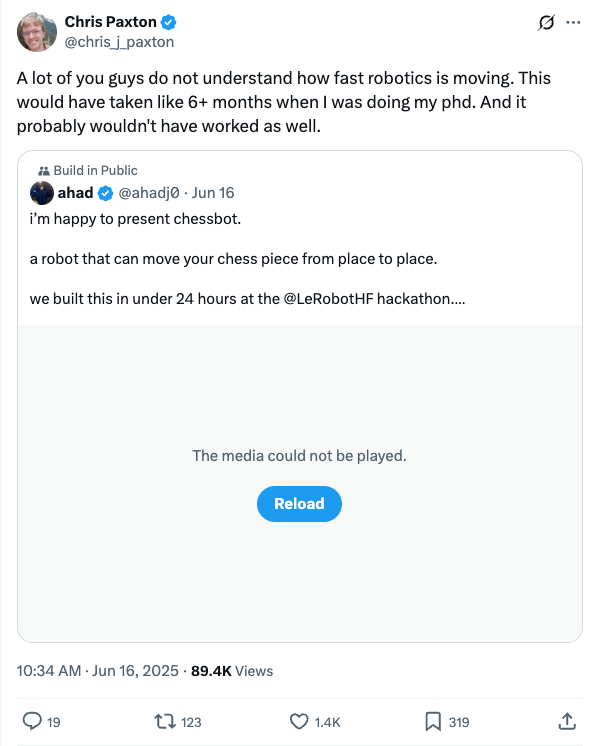 Chris Paxton
@chris_j_paxton
A lot of you guys do not understand how fast robotics is moving. This
would have taken like 6+ months when I was doing my phd. And it
probably wouldn't have worked as well.
Build in Public
ahad @ahadj0 · Jun 16
i’m happy to present chessbot.
a robot that can move your chess piece from place to place.
we built this in under 24 hours at the @LeRobotHF hackathon....
The media could not be played.
Reload
10:34 AM · Jun 16, 2025 · 89.4K Views
19 123 1.4K 319